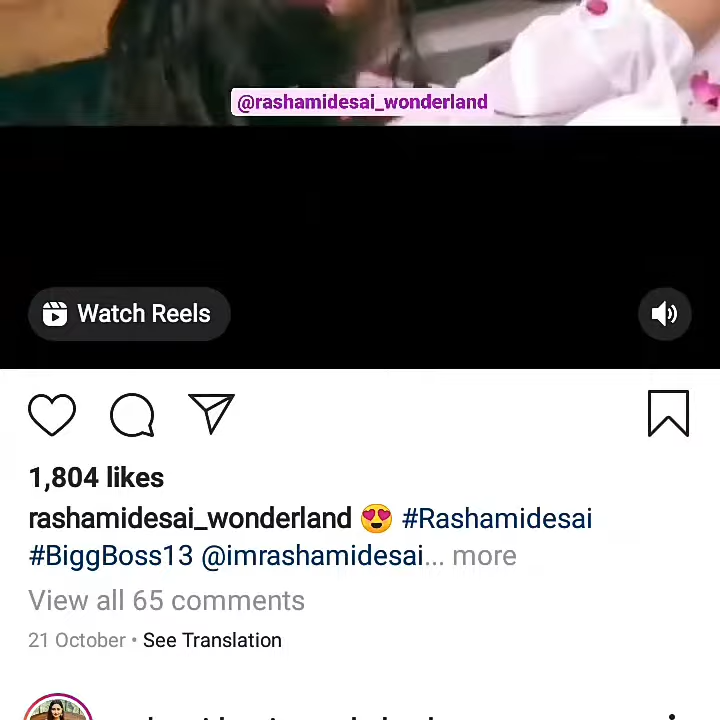 @rashamidesai_wonderland
Watch Reels
1,804 likes
rashamidesai_wonderland 😍 #Rashamidesai
#BiggBoss13 @imrashamidesai... more
View all 65 comments
21 October • See Translation